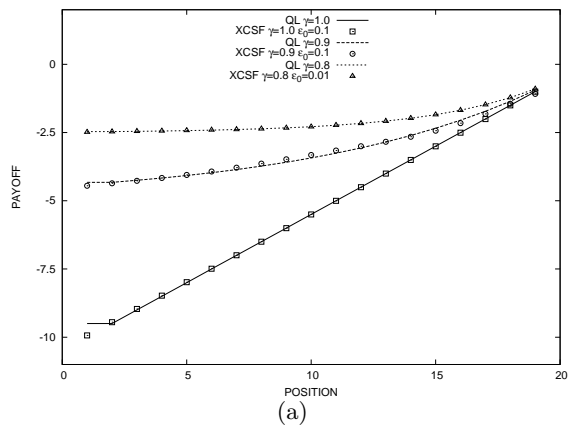 QL γ=1.0
XCSF γ=1.0 ε₀=0.1
QL γ=0.9
XCSF γ=0.9 ε₀=0.1
QL γ=0.8
XCSF γ=0.8 ε₀=0.01
0
-2.5
-5
-7.5
-10
PAYOFF
0 5 10 15 20
POSITION
(a)